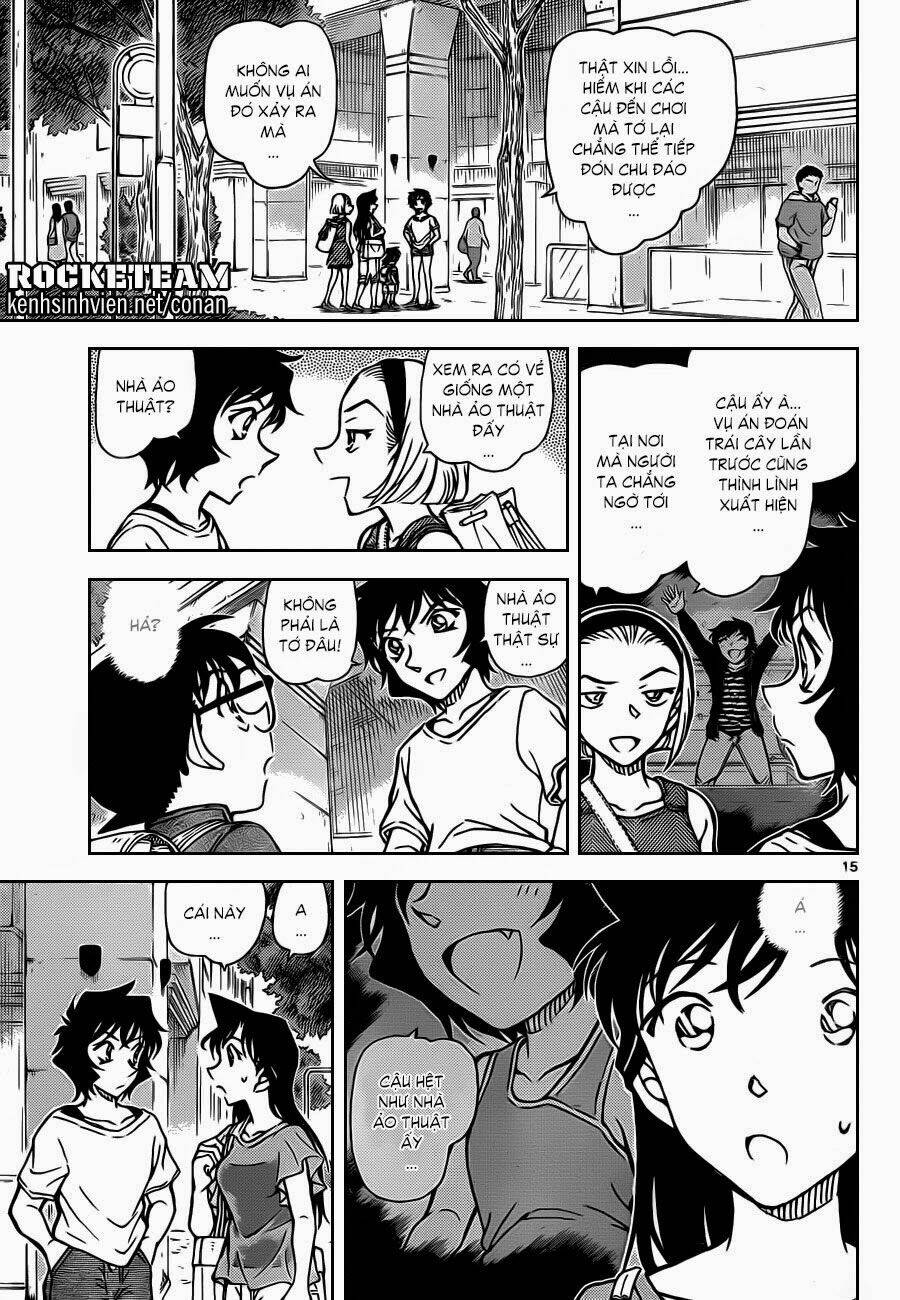 THẬT XIN LỖI...
HIẾM KHI CÁC
CẬU ĐẾN CHƠI
MÀ TỚ LẠI
CHẲNG THỂ TIẾP
ĐÓN CHU ĐÁO
ĐƯỢC
...
KHÔNG AI
MUỐN VỤ ÁN
ĐÓ XẢY RA
MÀ
...
ROCKETEAM
kenhsinhvien.net/conan
CẬU ẤY À...
VỤ ÁN ĐOÁN
TRÁI CÂY LẦN
TRƯỚC CŨNG
THÌNH LÌNH
XUẤT HIỆN
...
TẠI NƠI
MÀ NGƯỜI
TA CHẲNG
NGỜ TỚI
...
XEM RA CÓ VẺ
GIỐNG MỘT
NHÀ ẢO THUẬT
ĐẤY
...
NHÀ ẢO
THUẬT?
NHÀ ẢO
THUẬT
THẬT SỰ
...
KHÔNG
PHẢI LÀ
TỚ ĐÂU!
HẢ?
15
Á
...
CẬU HỆT
NHƯ NHÀ
ẢO THUẬT
ẤY
...
A
...
CÁI NÀY
...